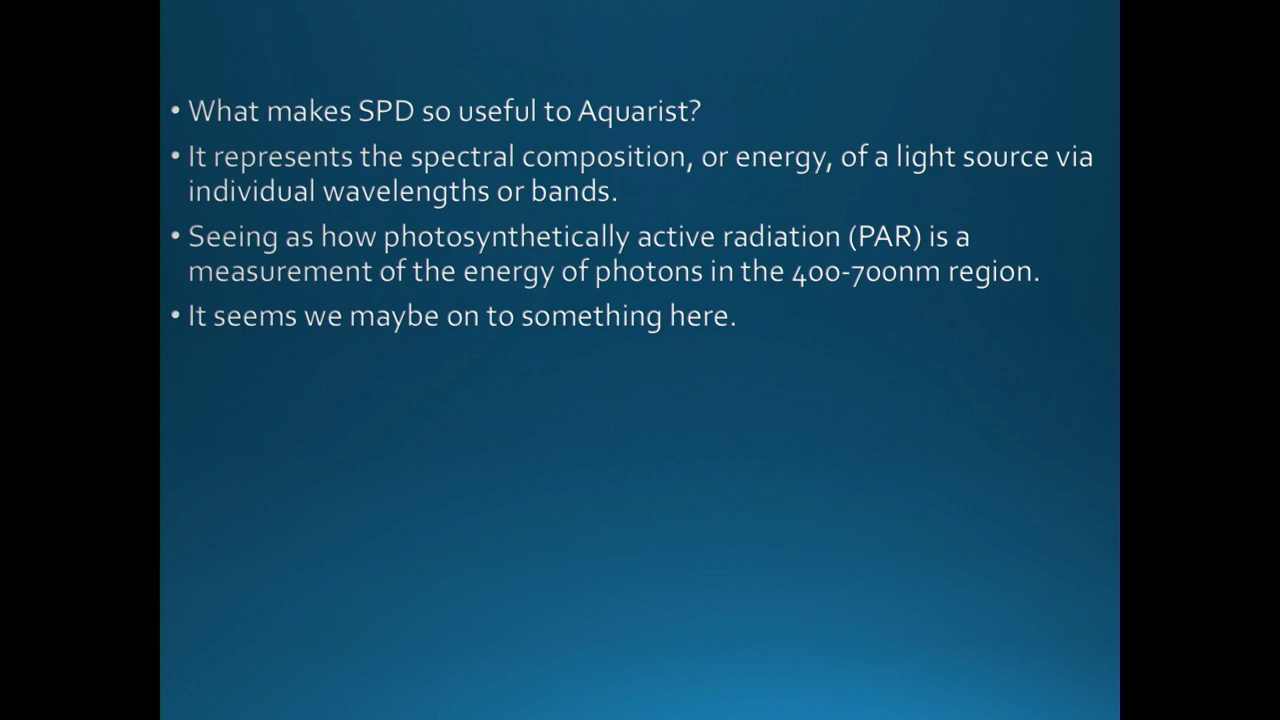 • What makes SPD so useful to Aquarist?
• It represents the spectral composition, or energy, of a light source via
individual wavelengths or bands.
• Seeing as how photosynthetically active radiation (PAR) is a
measurement of the energy of photons in the 400-700nm region.
• It seems we maybe on to something here.